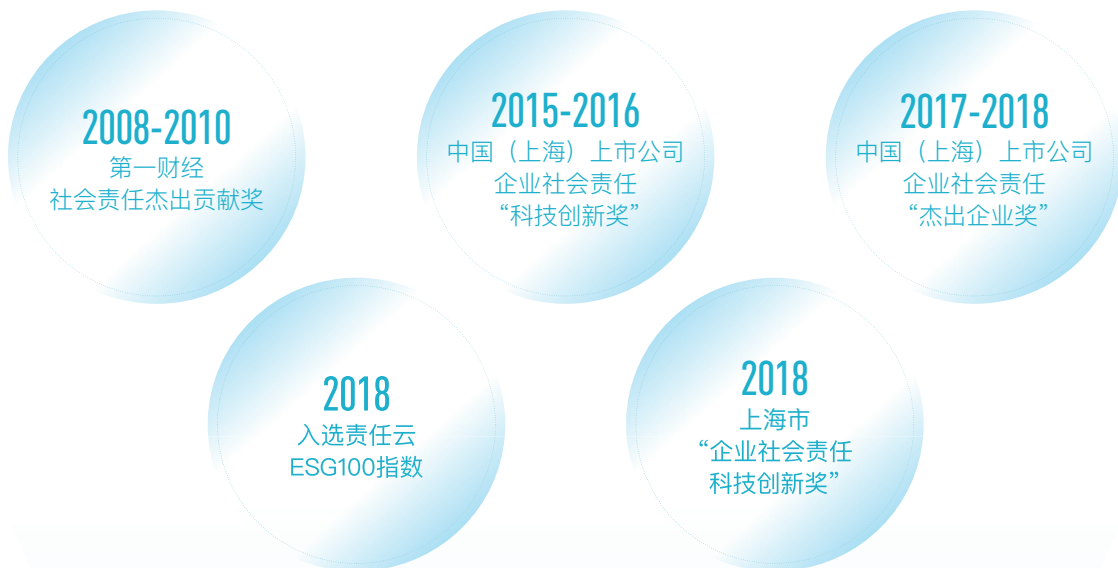 2008-2010
第一财经
社会责任杰出贡献奖
2015-2016
中国（上海）上市公司
企业社会责任
“科技创新奖”
2017-2018
中国（上海）上市公司
企业社会责任
“杰出企业奖”
2018
入选责任云
ESG100指数
2018
上海市
“企业社会责任
科技创新奖”